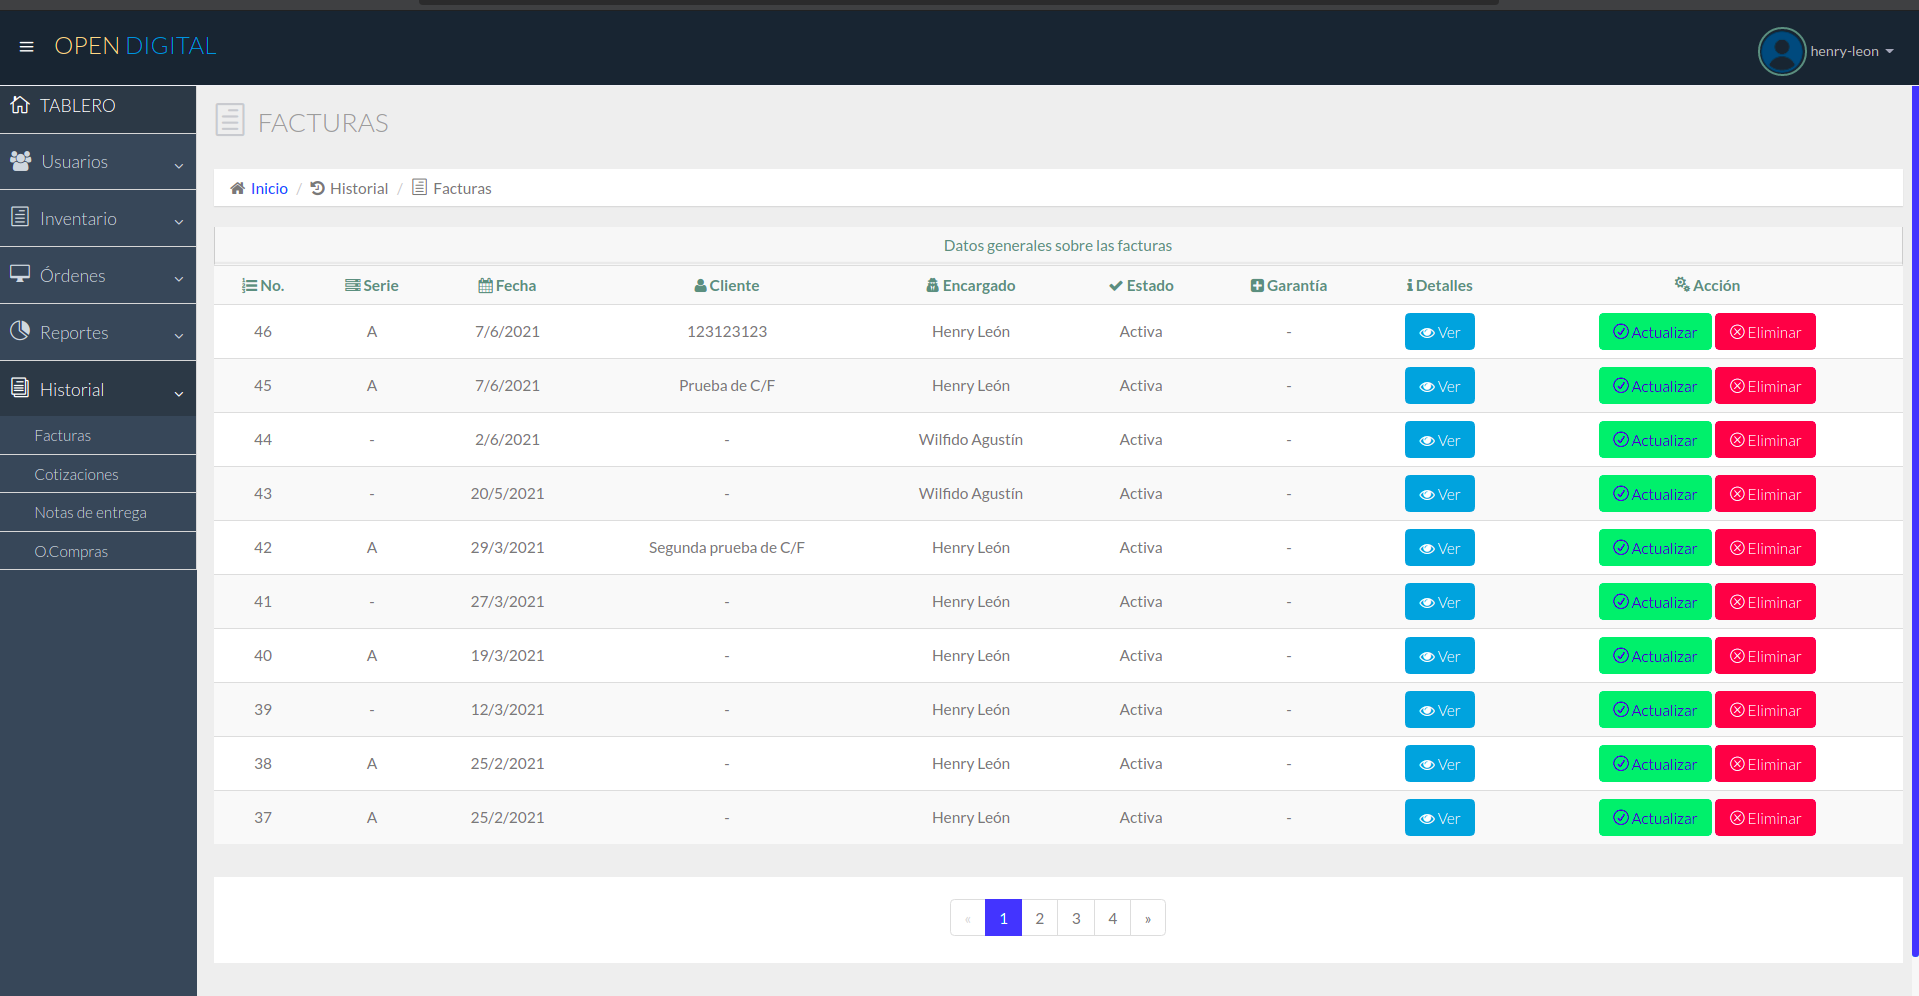 OPEN DIGITAL
henry-leon
TABLERO
Usuarios
Inventario
Órdenes
Reportes
Historial
Facturas
Cotizaciones
Notas de entrega
O.Compras
FACTURAS
Inicio / Historial / Facturas
Datos generales sobre las facturas
No. Serie Fecha Cliente Encargado Estado Garantía Detalles Acción
46 A 7/6/2021 123123123 Henry León Activa - Ver Actualizar Eliminar
45 A 7/6/2021 Prueba de C/F Henry León Activa - Ver Actualizar Eliminar
44 - 2/6/2021 - Wilfido Agustín Activa - Ver Actualizar Eliminar
43 - 20/5/2021 - Wilfido Agustín Activa - Ver Actualizar Eliminar
42 A 29/3/2021 Segunda prueba de C/F Henry León Activa - Ver Actualizar Eliminar
41 - 27/3/2021 - Henry León Activa - Ver Actualizar Eliminar
40 A 19/3/2021 - Henry León Activa - Ver Actualizar Eliminar
39 - 12/3/2021 - Henry León Activa - Ver Actualizar Eliminar
38 A 25/2/2021 - Henry León Activa - Ver Actualizar Eliminar
37 A 25/2/2021 - Henry León Activa - Ver Actualizar Eliminar
« 1 2 3 4 »